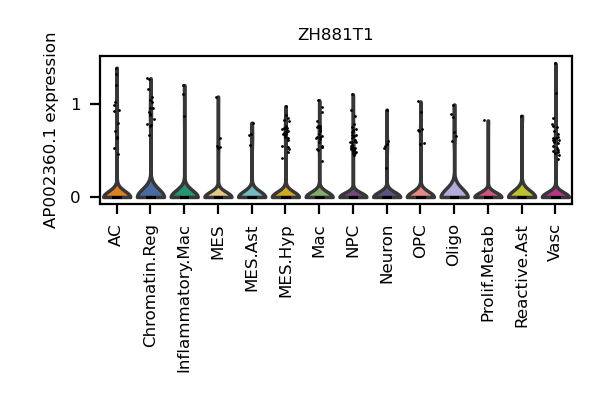 ZH881T1
AP002360.1 expression
1
0
AC
Chromatin.Reg
Inflammatory.Mac
MES
MES.Ast
MES.Hyp
Mac
NPC
Neuron
OPC
Oligo
Prolif.Metab
Reactive.Ast
Vasc